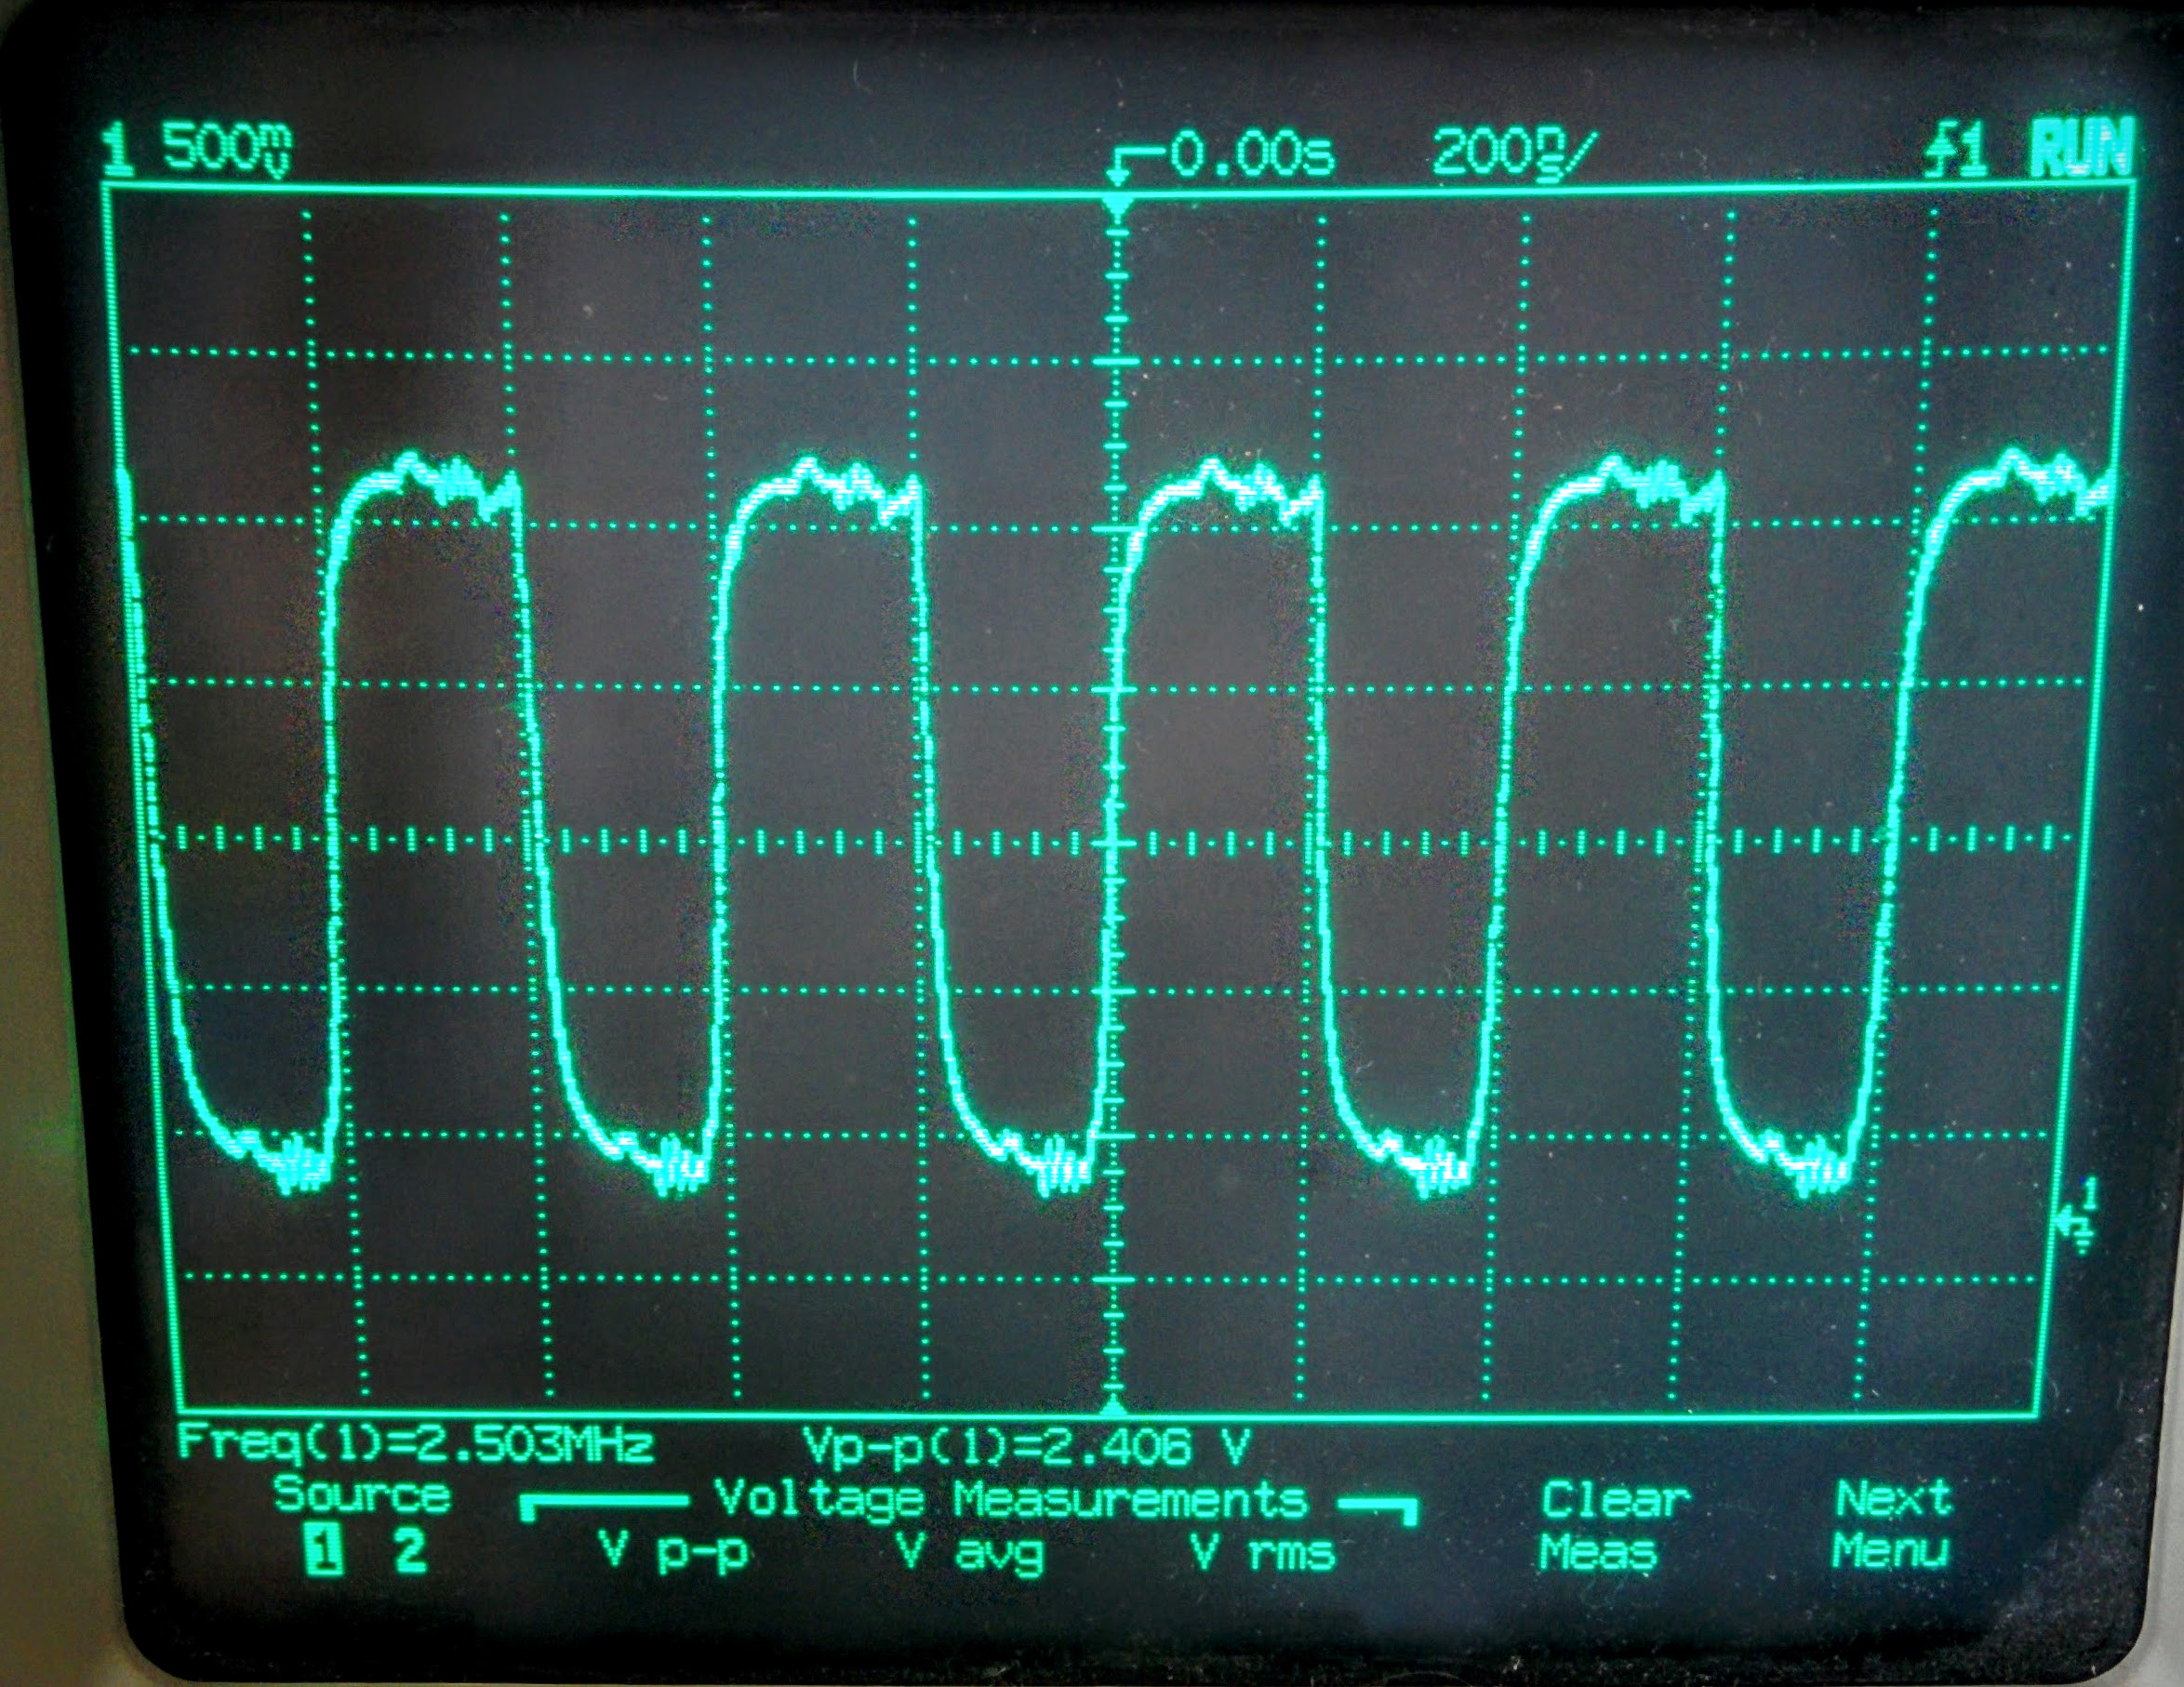 1 500mV 0.00s 200ns/ 1 RUN
1
Freq(1)=2.503MHz Vp-p(1)=2.406 V
Source Voltage Measurements Clear Next
1 2 V p-p V avg V rms Meas Menu